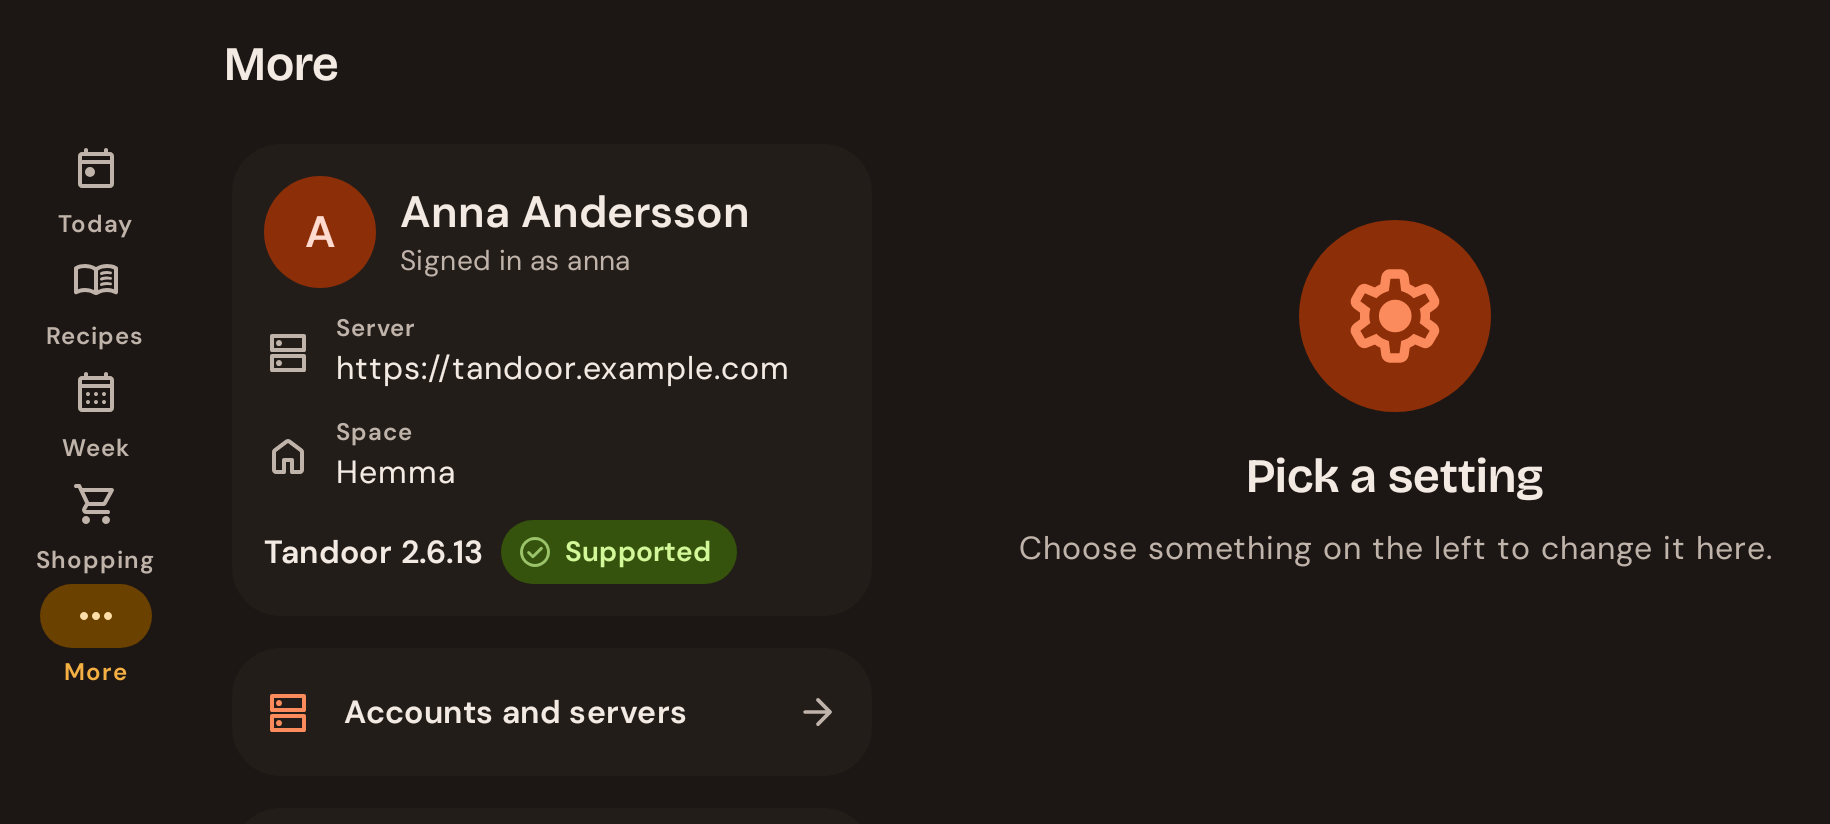 More
Today
Recipes
Week
Shopping
More
A
Anna Andersson
Signed in as anna
Server
https://tandoor.example.com
Space
Hemma
Tandoor 2.6.13
Supported
Accounts and servers
Pick a setting
Choose something on the left to change it here.